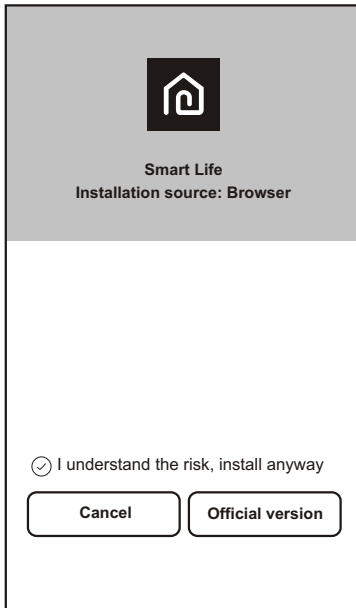 Smart Life
Installation source: Browser
I understand the risk, install anyway
Cancel
Official version